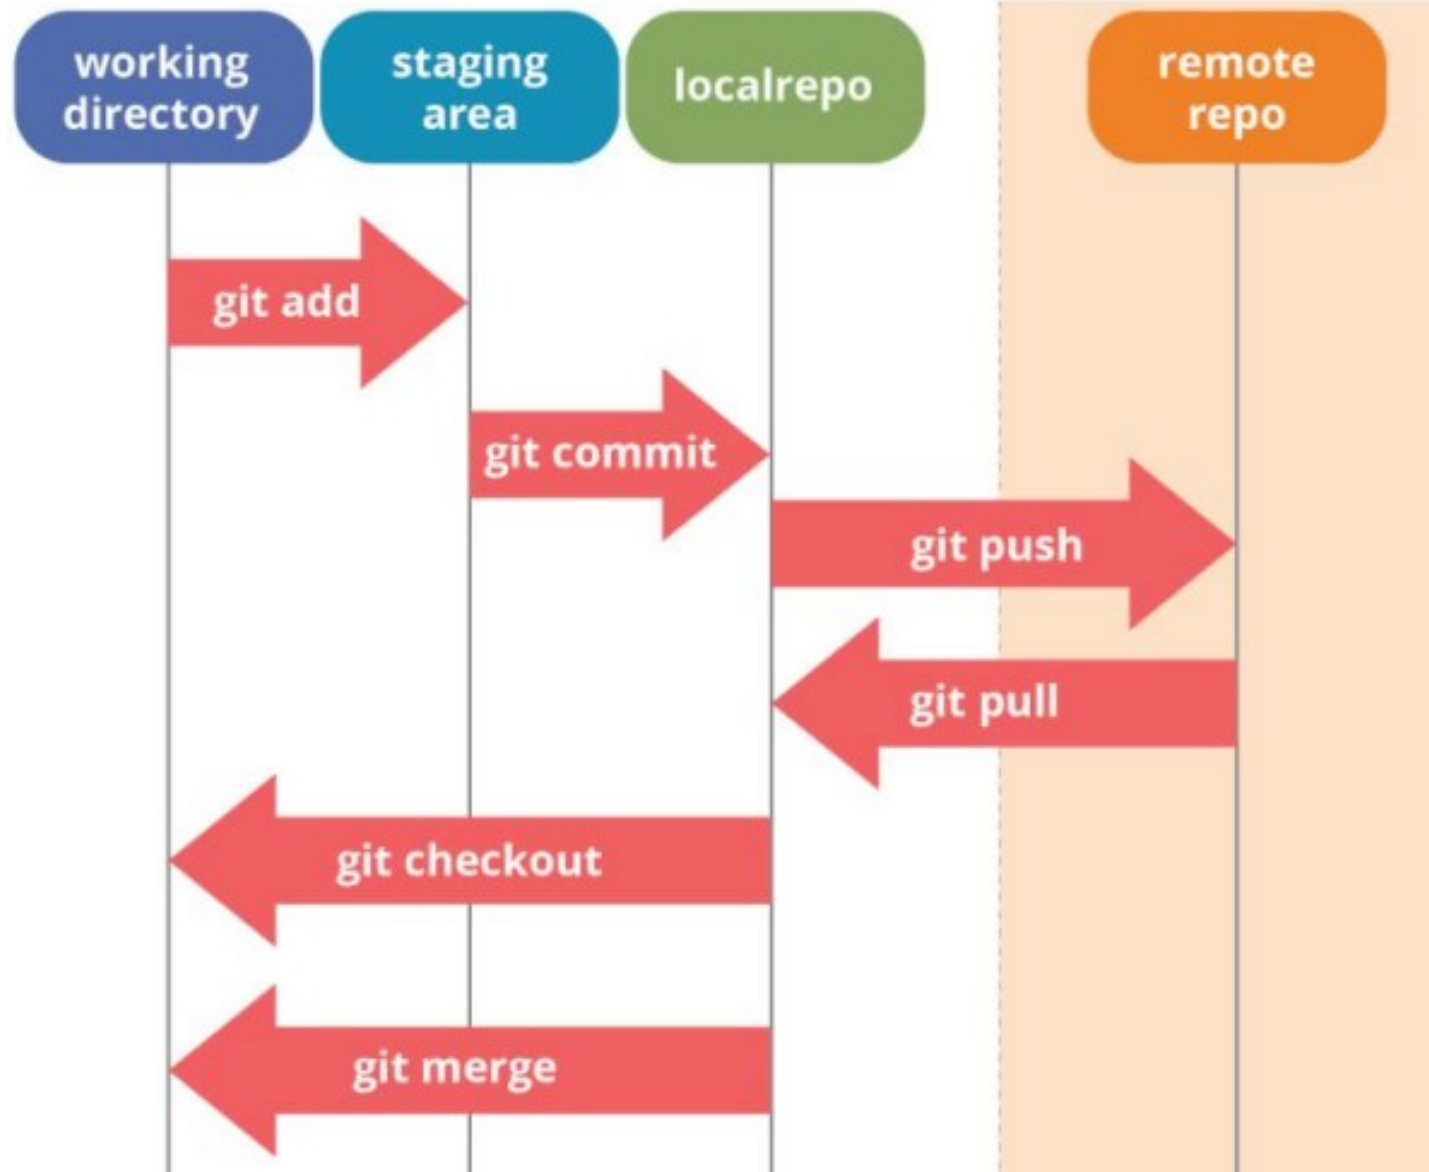 working
directory
staging
area
localrepo
remote
repo
git add
git commit
git push
git pull
git checkout
git merge